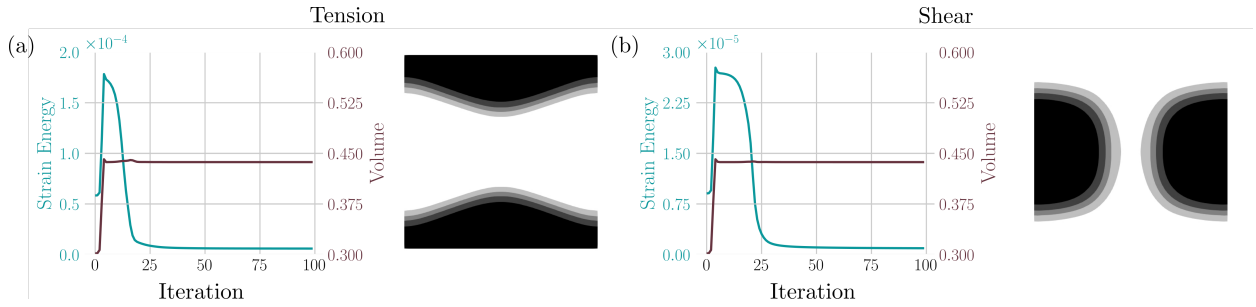 Tension
(a)
×10⁻⁴
2.0
1.5
1.0
0.5
0.0
Strain Energy
0.600
0.525
0.450
0.375
0.300
Volume
0 25 50 75 100
Iteration
Shear
(b)
×10⁻⁵
3.00
2.25
1.50
0.75
0.00
Strain Energy
0.600
0.525
0.450
0.375
0.300
Volume
0 25 50 75 100
Iteration